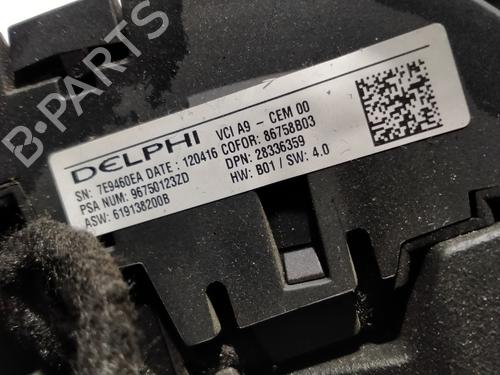 DELPHI VCI A9 - CEM 00
SN: 7E9460EA DATE: 120416 COFOR: 86758B03
PSA NUM: 96750123ZD DPN: 28336359
ASW: 619138200B HW: B01 / SW: 4.0
B-PARTS